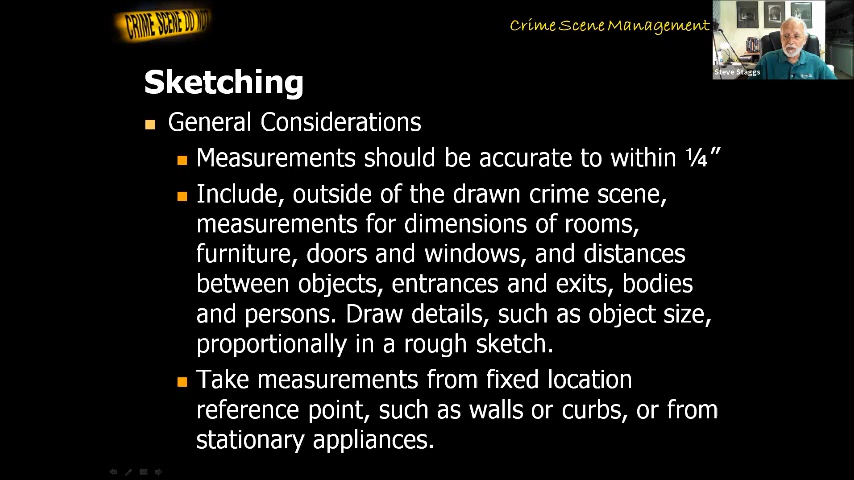 CRIME SCENE DO NOT
Crime Scene Management
Steve Staggs
Sketching
General Considerations
Measurements should be accurate to within ¼”
Include, outside of the drawn crime scene,
measurements for dimensions of rooms,
furniture, doors and windows, and distances
between objects, entrances and exits, bodies
and persons. Draw details, such as object size,
proportionally in a rough sketch.
Take measurements from fixed location
reference point, such as walls or curbs, or from
stationary appliances.